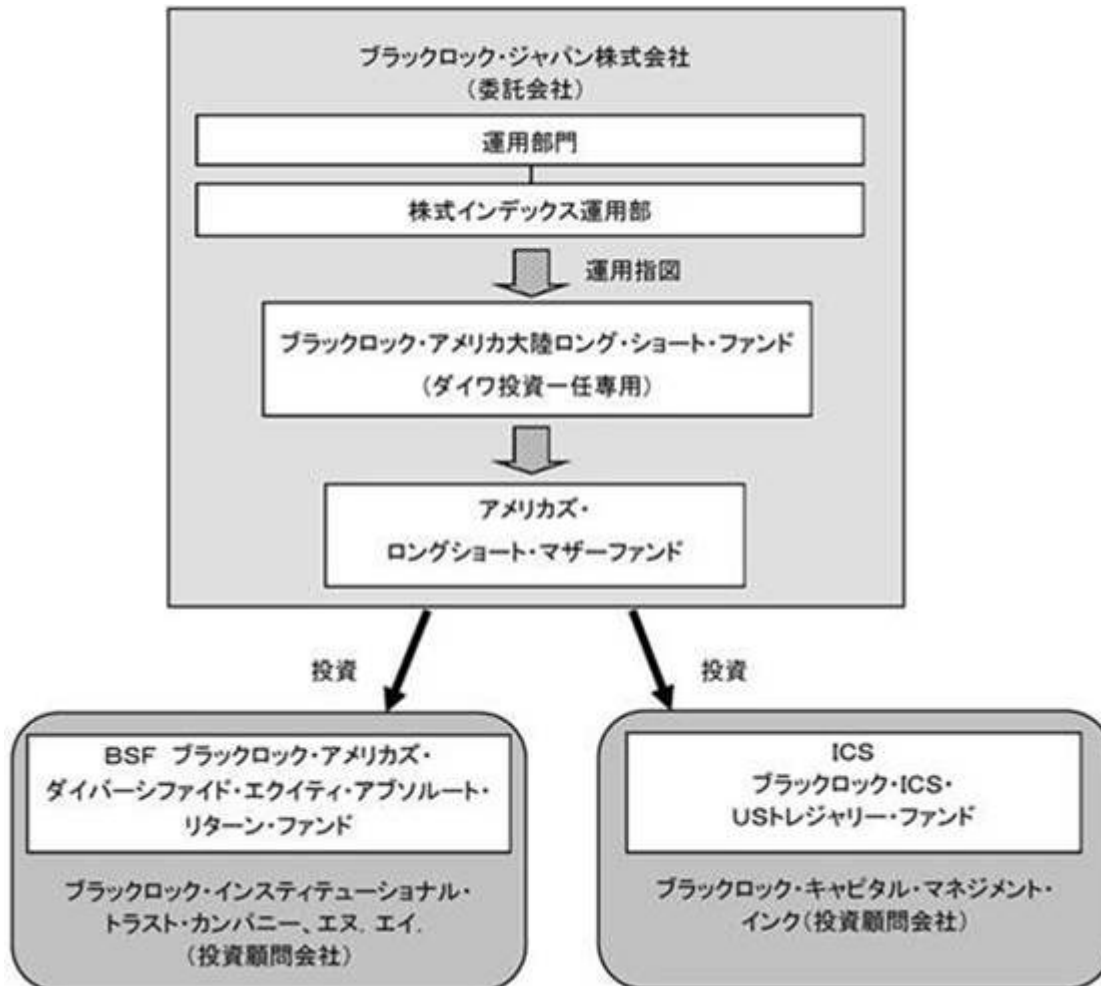 ブラックロック・ジャパン株式会社
（委託会社）
運用部門
株式インデックス運用部
運用指図
ブラックロック・アメリカ大陸ロング・ショート・ファンド
（ダイワ投資一任専用）
アメリカズ・
ロングショート・マザーファンド
投資
投資
BSF ブラックロック・アメリカズ・
ダイバーシファイド・エクイティ・アブソルート・
リターン・ファンド
ブラックロック・インスティテューショナル・
トラスト・カンパニー、エヌ．エイ．
（投資顧問会社）
ICS
ブラックロック・ICS・
USトレジャリー・ファンド
ブラックロック・キャピタル・マネジメント・
インク（投資顧問会社）